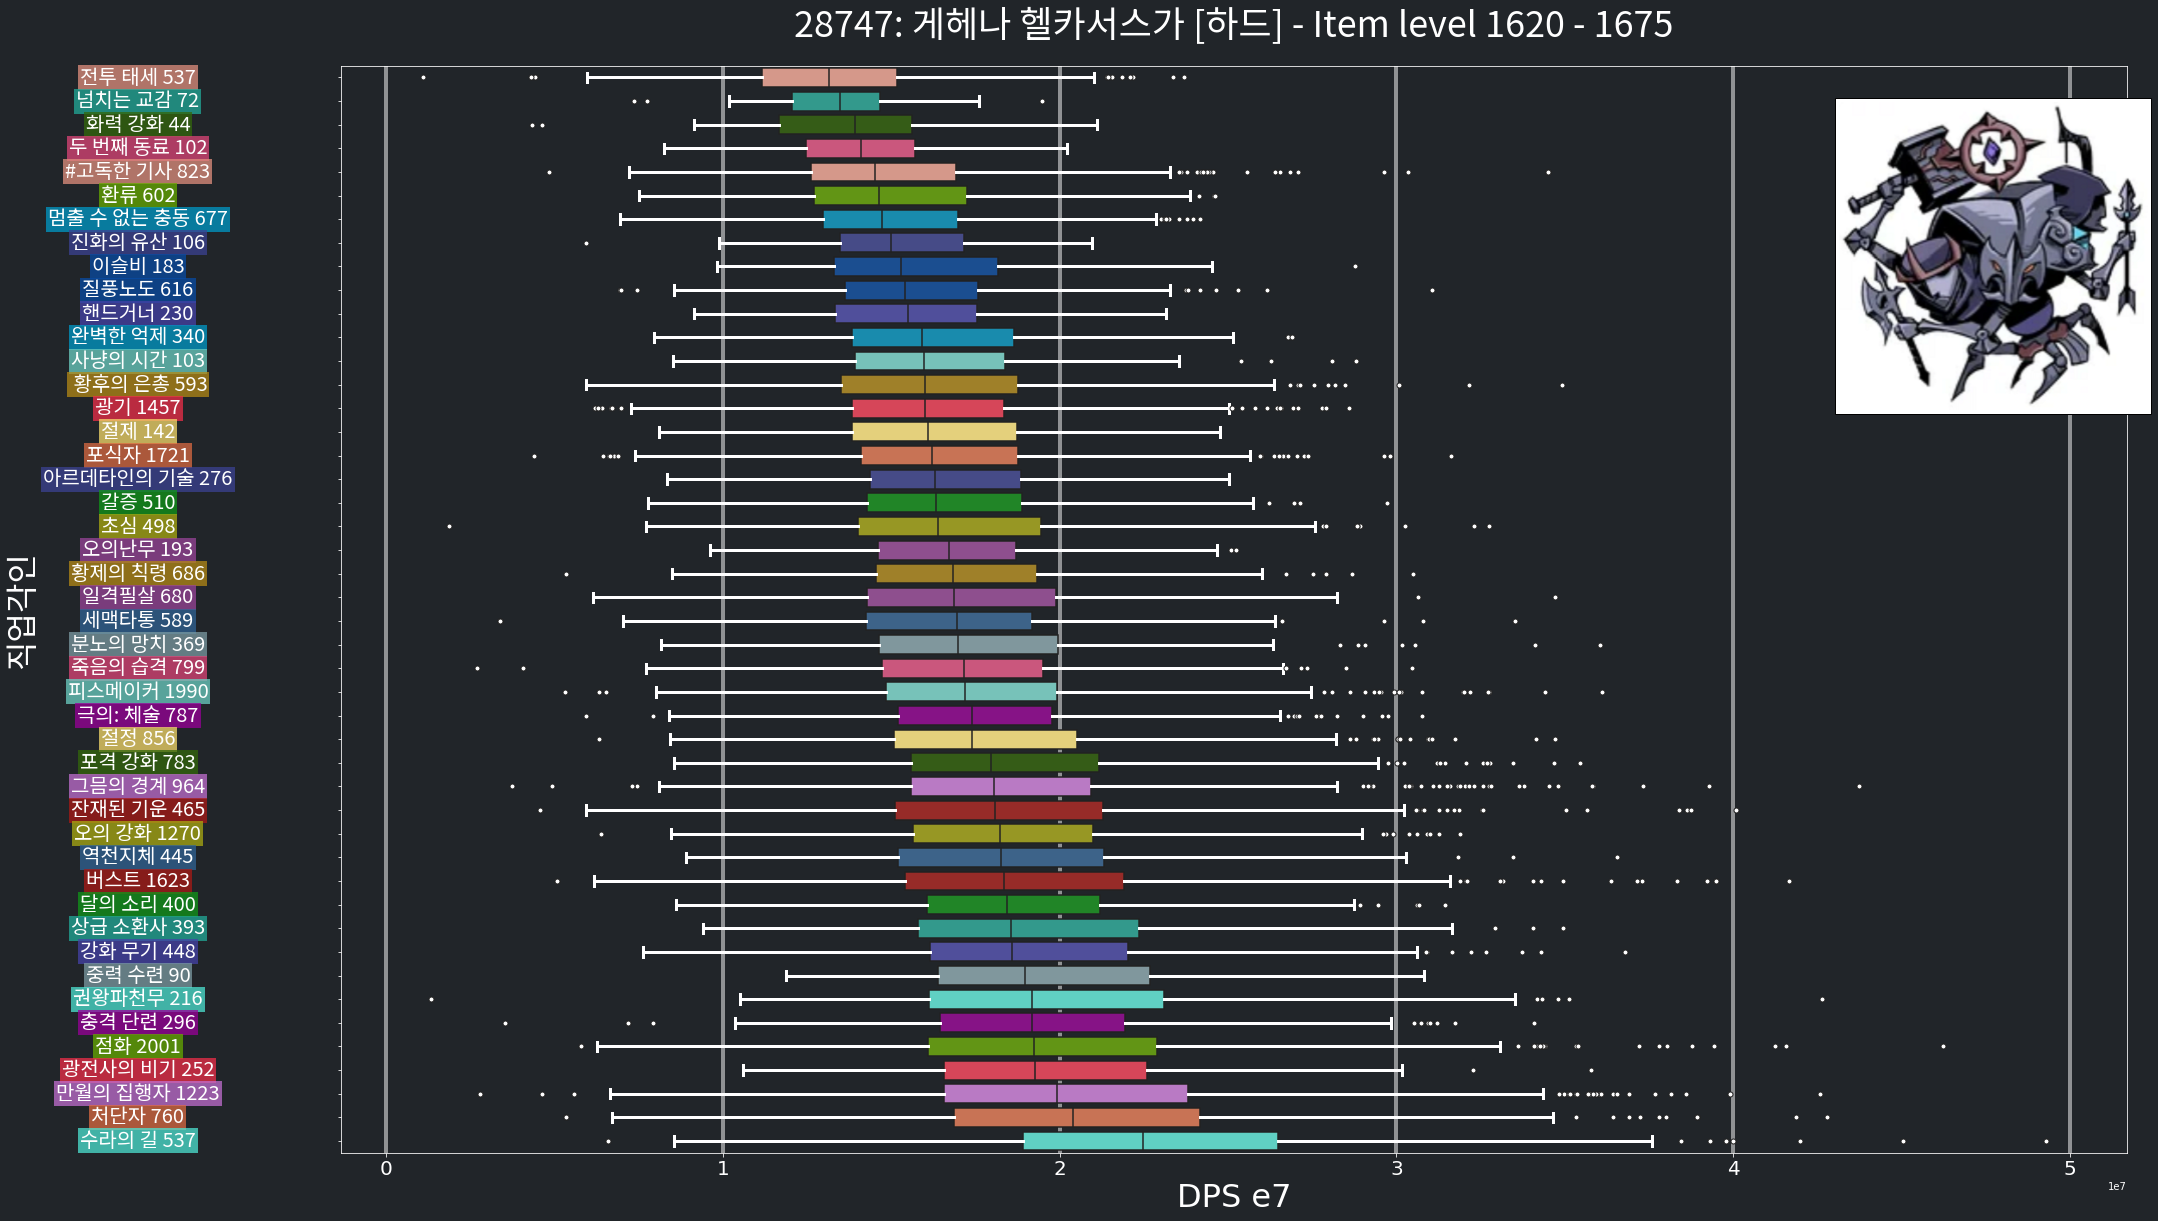 28747: 게헤나 헬카서스가 [하드] - Item level 1620 - 1675
전투 태세 537
넘치는 교감 72
화력 강화 44
두 번째 동료 102
#고독한 기사 823
환류 602
멈출 수 없는 충동 677
진화의 유산 106
이슬비 183
질풍노도 616
핸드거너 230
완벽한 억제 340
사냥의 시간 103
황후의 은총 593
광기 1457
절제 142
포식자 1721
아르데타인의 기술 276
갈증 510
초심 498
오의난무 193
황제의 칙령 686
일격필살 680
세맥타통 589
분노의 망치 369
죽음의 습격 799
피스메이커 1990
극의: 체술 787
절정 856
포격 강화 783
그믐의 경계 964
잔재된 기운 465
오의 강화 1270
역천지체 445
버스트 1623
달의 소리 400
상급 소환사 393
강화 무기 448
중력 수련 90
권왕파천무 216
충격 단련 296
점화 2001
광전사의 비기 252
만월의 집행자 1223
처단자 760
수라의 길 537
직업각인
0 1 2 3 4 5
1e7
DPS e7